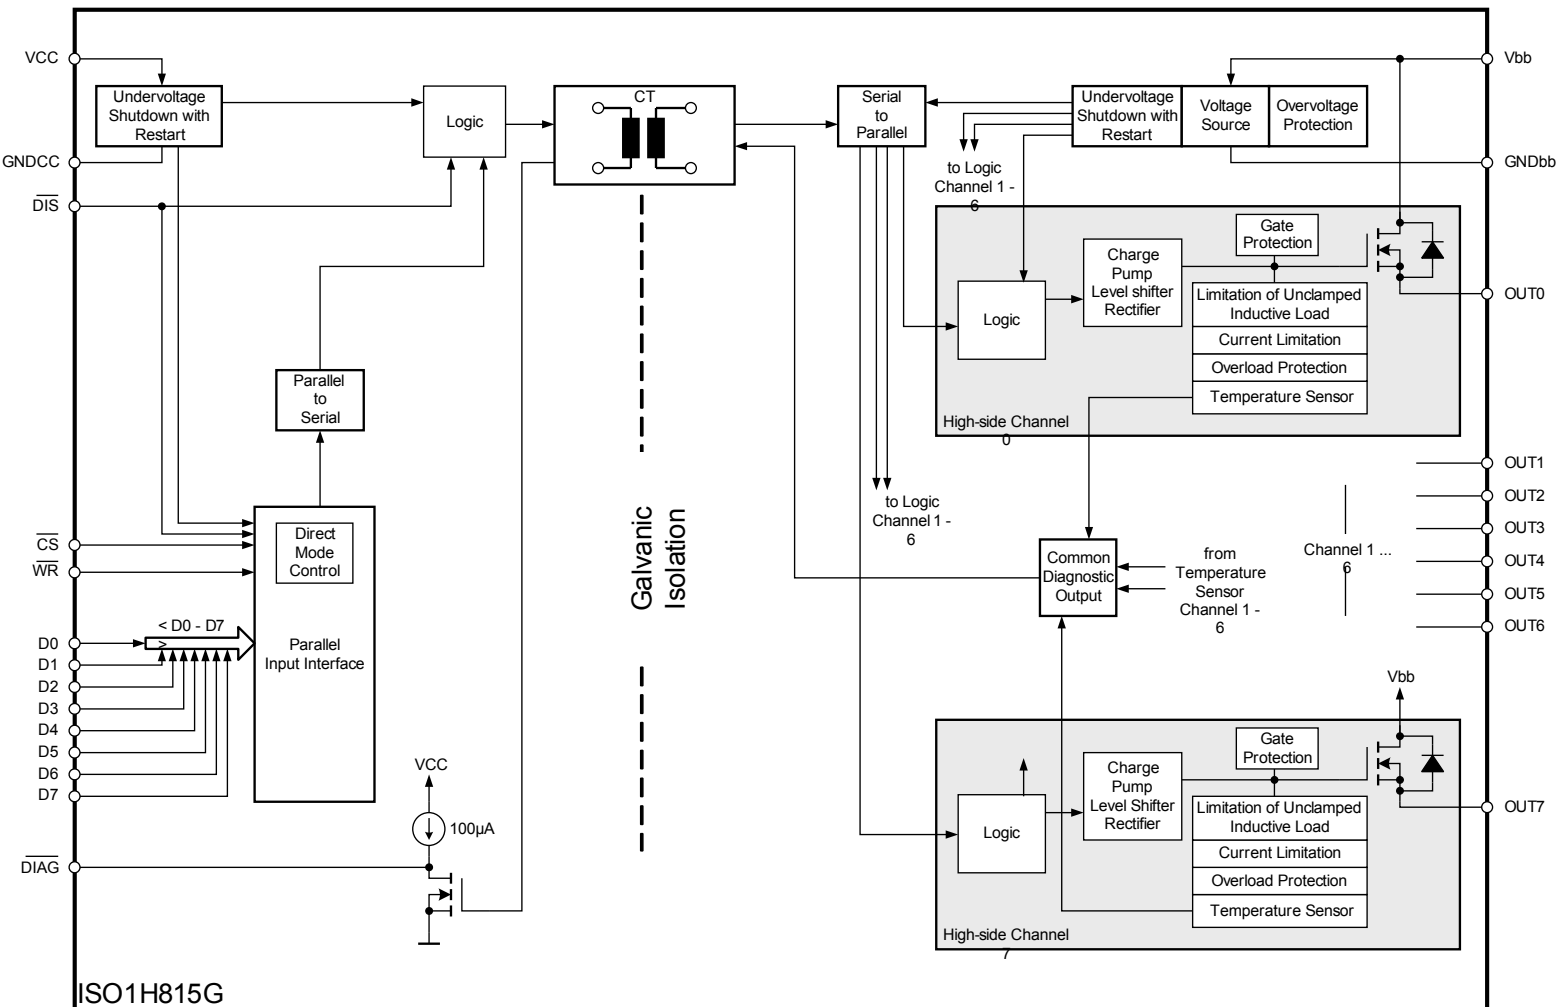 VCC
Undervoltage
Shutdown with
Restart
GNDCC
DIS
Logic
CT
Serial
to
Parallel
Undervoltage
Shutdown with
Restart
Voltage
Source
Overvoltage
Protection
Vbb
GNDbb
to Logic
Channel 1 -
6
Gate
Protection
Charge
Pump
Level shifter
Rectifier
Logic
Limitation of Unclamped
Inductive Load
Current Limitation
Overload Protection
Temperature Sensor
High-side Channel
0
OUT0
Parallel
to
Serial
Direct
Mode
Control
CS
WR
< D0 - D7
>
Parallel
Input Interface
D0
D1
D2
D3
D4
D5
D6
D7
Galvanic
Isolation
to Logic
Channel 1 -
6
Common
Diagnostic
Output
from
Temperature
Sensor
Channel 1 -
6
Channel 1 ...
6
OUT1
OUT2
OUT3
OUT4
OUT5
OUT6
VCC
100µA
DIAG
Vbb
Gate
Protection
Charge
Pump
Level Shifter
Rectifier
Logic
Limitation of Unclamped
Inductive Load
Current Limitation
Overload Protection
Temperature Sensor
High-side Channel
7
OUT7
ISO1H815G